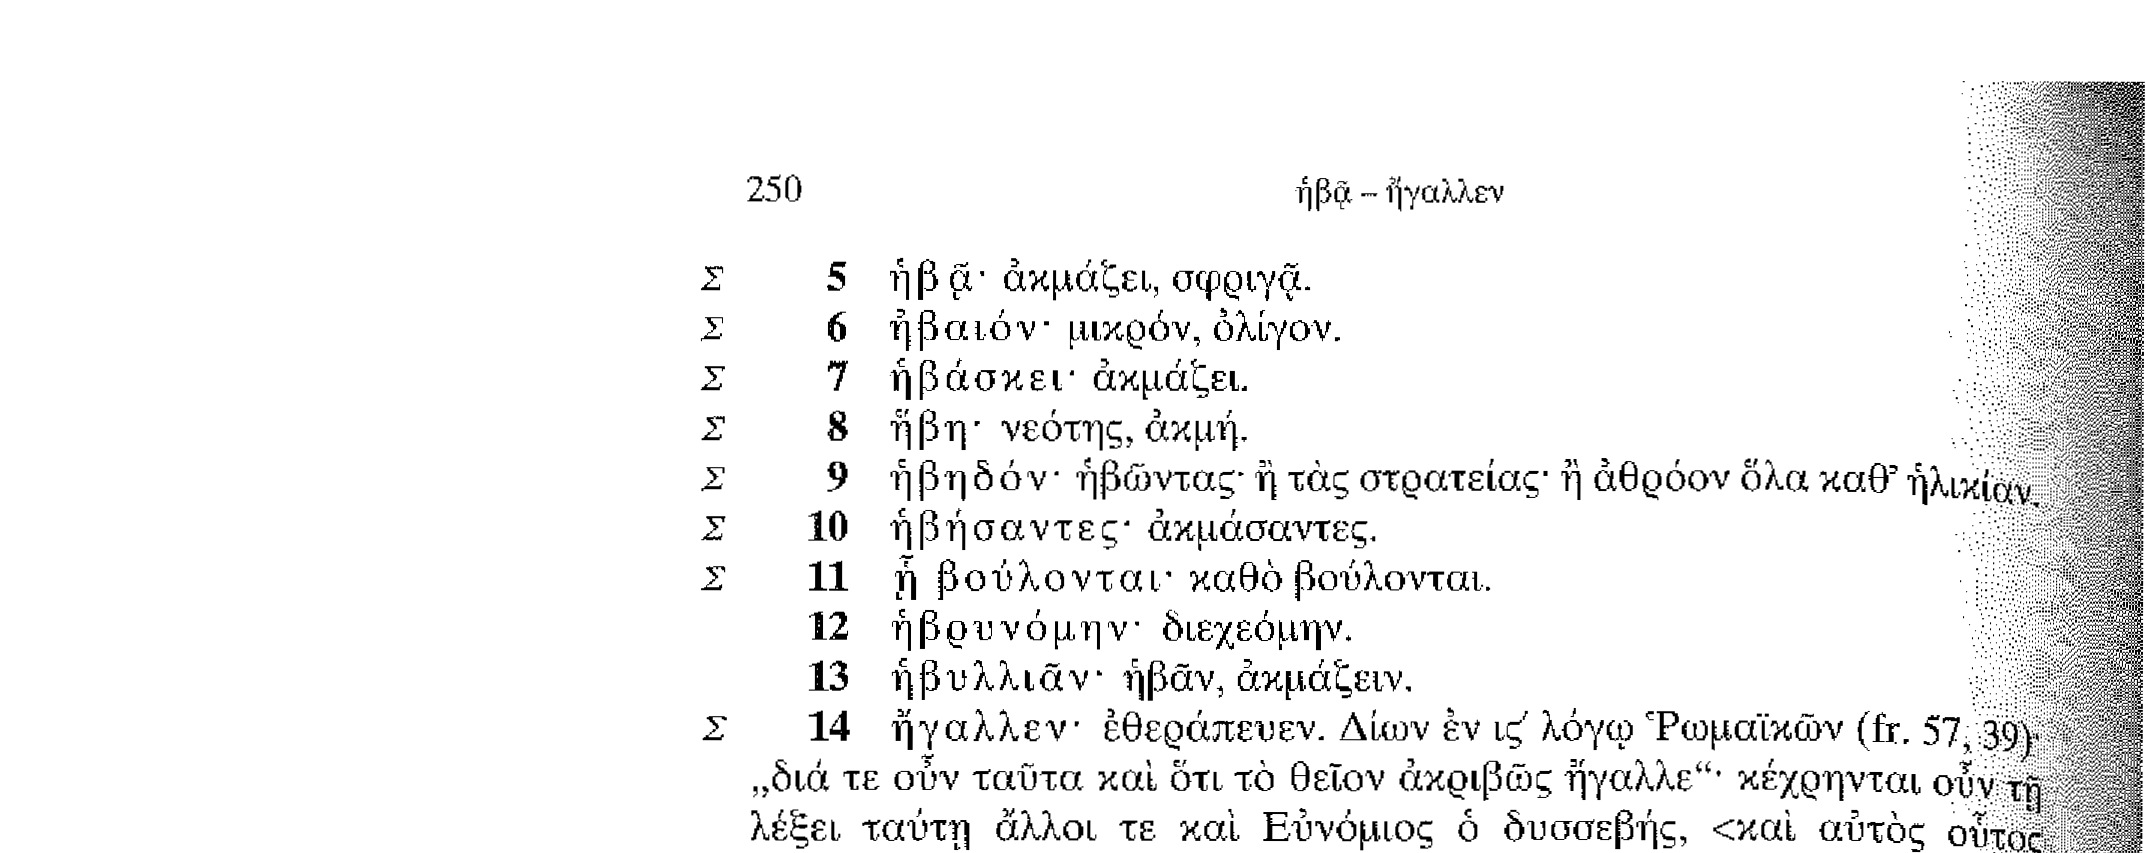 250 ἡβᾷ – ἤγαλλεν
Σ 5 ἡβᾷ· ἀκμάζει, σφριγᾷ.
Σ 6 ἠβαιόν· μικρόν, ὀλίγον.
Σ 7 ἡβάσκει· ἀκμάζει.
Σ 8 ἥβη· νεότης, ἀκμή.
Σ 9 ἡβηδόν· ἡβῶντας· ἢ τὰς στρατείας· ἢ ἀθρόον ὅλα καθ’ ἡλικίαν.
Σ 10 ἡβήσαντες· ἀκμάσαντες.
Σ 11 ᾗ βούλονται· καθὸ βούλονται.
12 ἡβρυνόμην· διεχεόμην.
13 ἡβυλλιᾶν· ἡβᾶν, ἀκμάζειν.
Σ 14 ἤγαλλεν· ἐθεράπευεν. Δίων ἐν ιϛ′ λόγῳ Ῥωμαϊκῶν (fr. 57, 39)·
„διά τε οὖν ταῦτα καὶ ὅτι τὸ θεῖον ἀκριβῶς ἤγαλλε“· κέχρηνται οὖν τῇ
λέξει ταύτῃ ἄλλοι τε καὶ Εὐνόμιος ὁ δυσσεβής, <καὶ αὐτὸς οὗτος